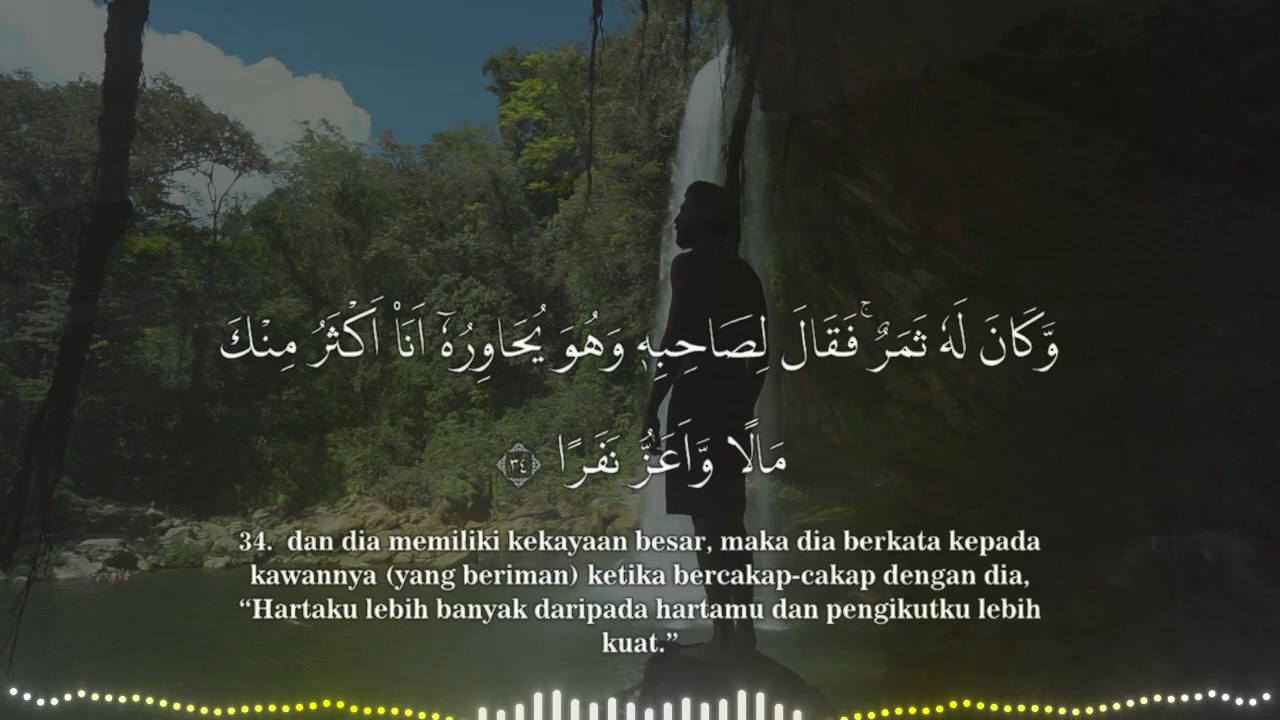 وَّكَانَ لَهٗ ثَمَرٌ ۚفَقَالَ لِصَاحِبِهٖ وَهُوَ يُحَاوِرُهٗٓ اَنَا۠ اَكْثَرُ مِنْكَ
مَالًا وَّاَعَزُّ نَفَرًا ٣٤
34. dan dia memiliki kekayaan besar, maka dia berkata kepada
kawannya (yang beriman) ketika bercakap-cakap dengan dia,
“Hartaku lebih banyak daripada hartamu dan pengikutku lebih
kuat.”